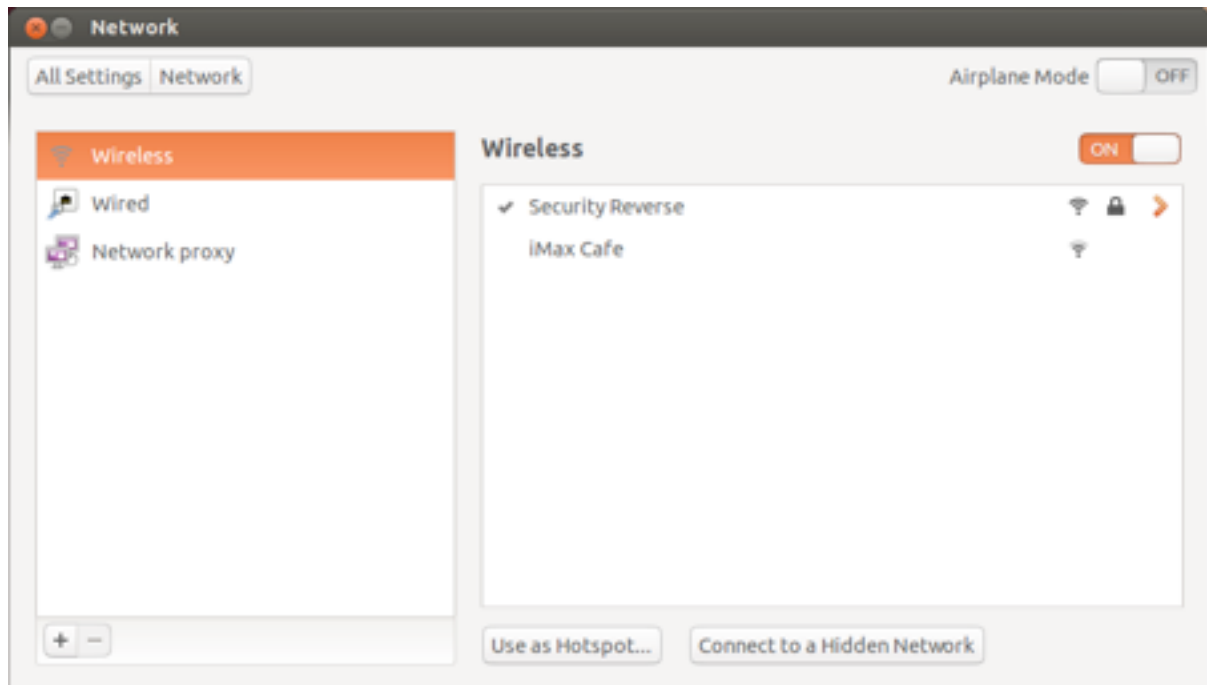 Network
All Settings Network
Airplane Mode OFF
Wireless
Wired
Network proxy
Wireless ON
Security Reverse
iMax Cafe
Use as Hotspot... Connect to a Hidden Network